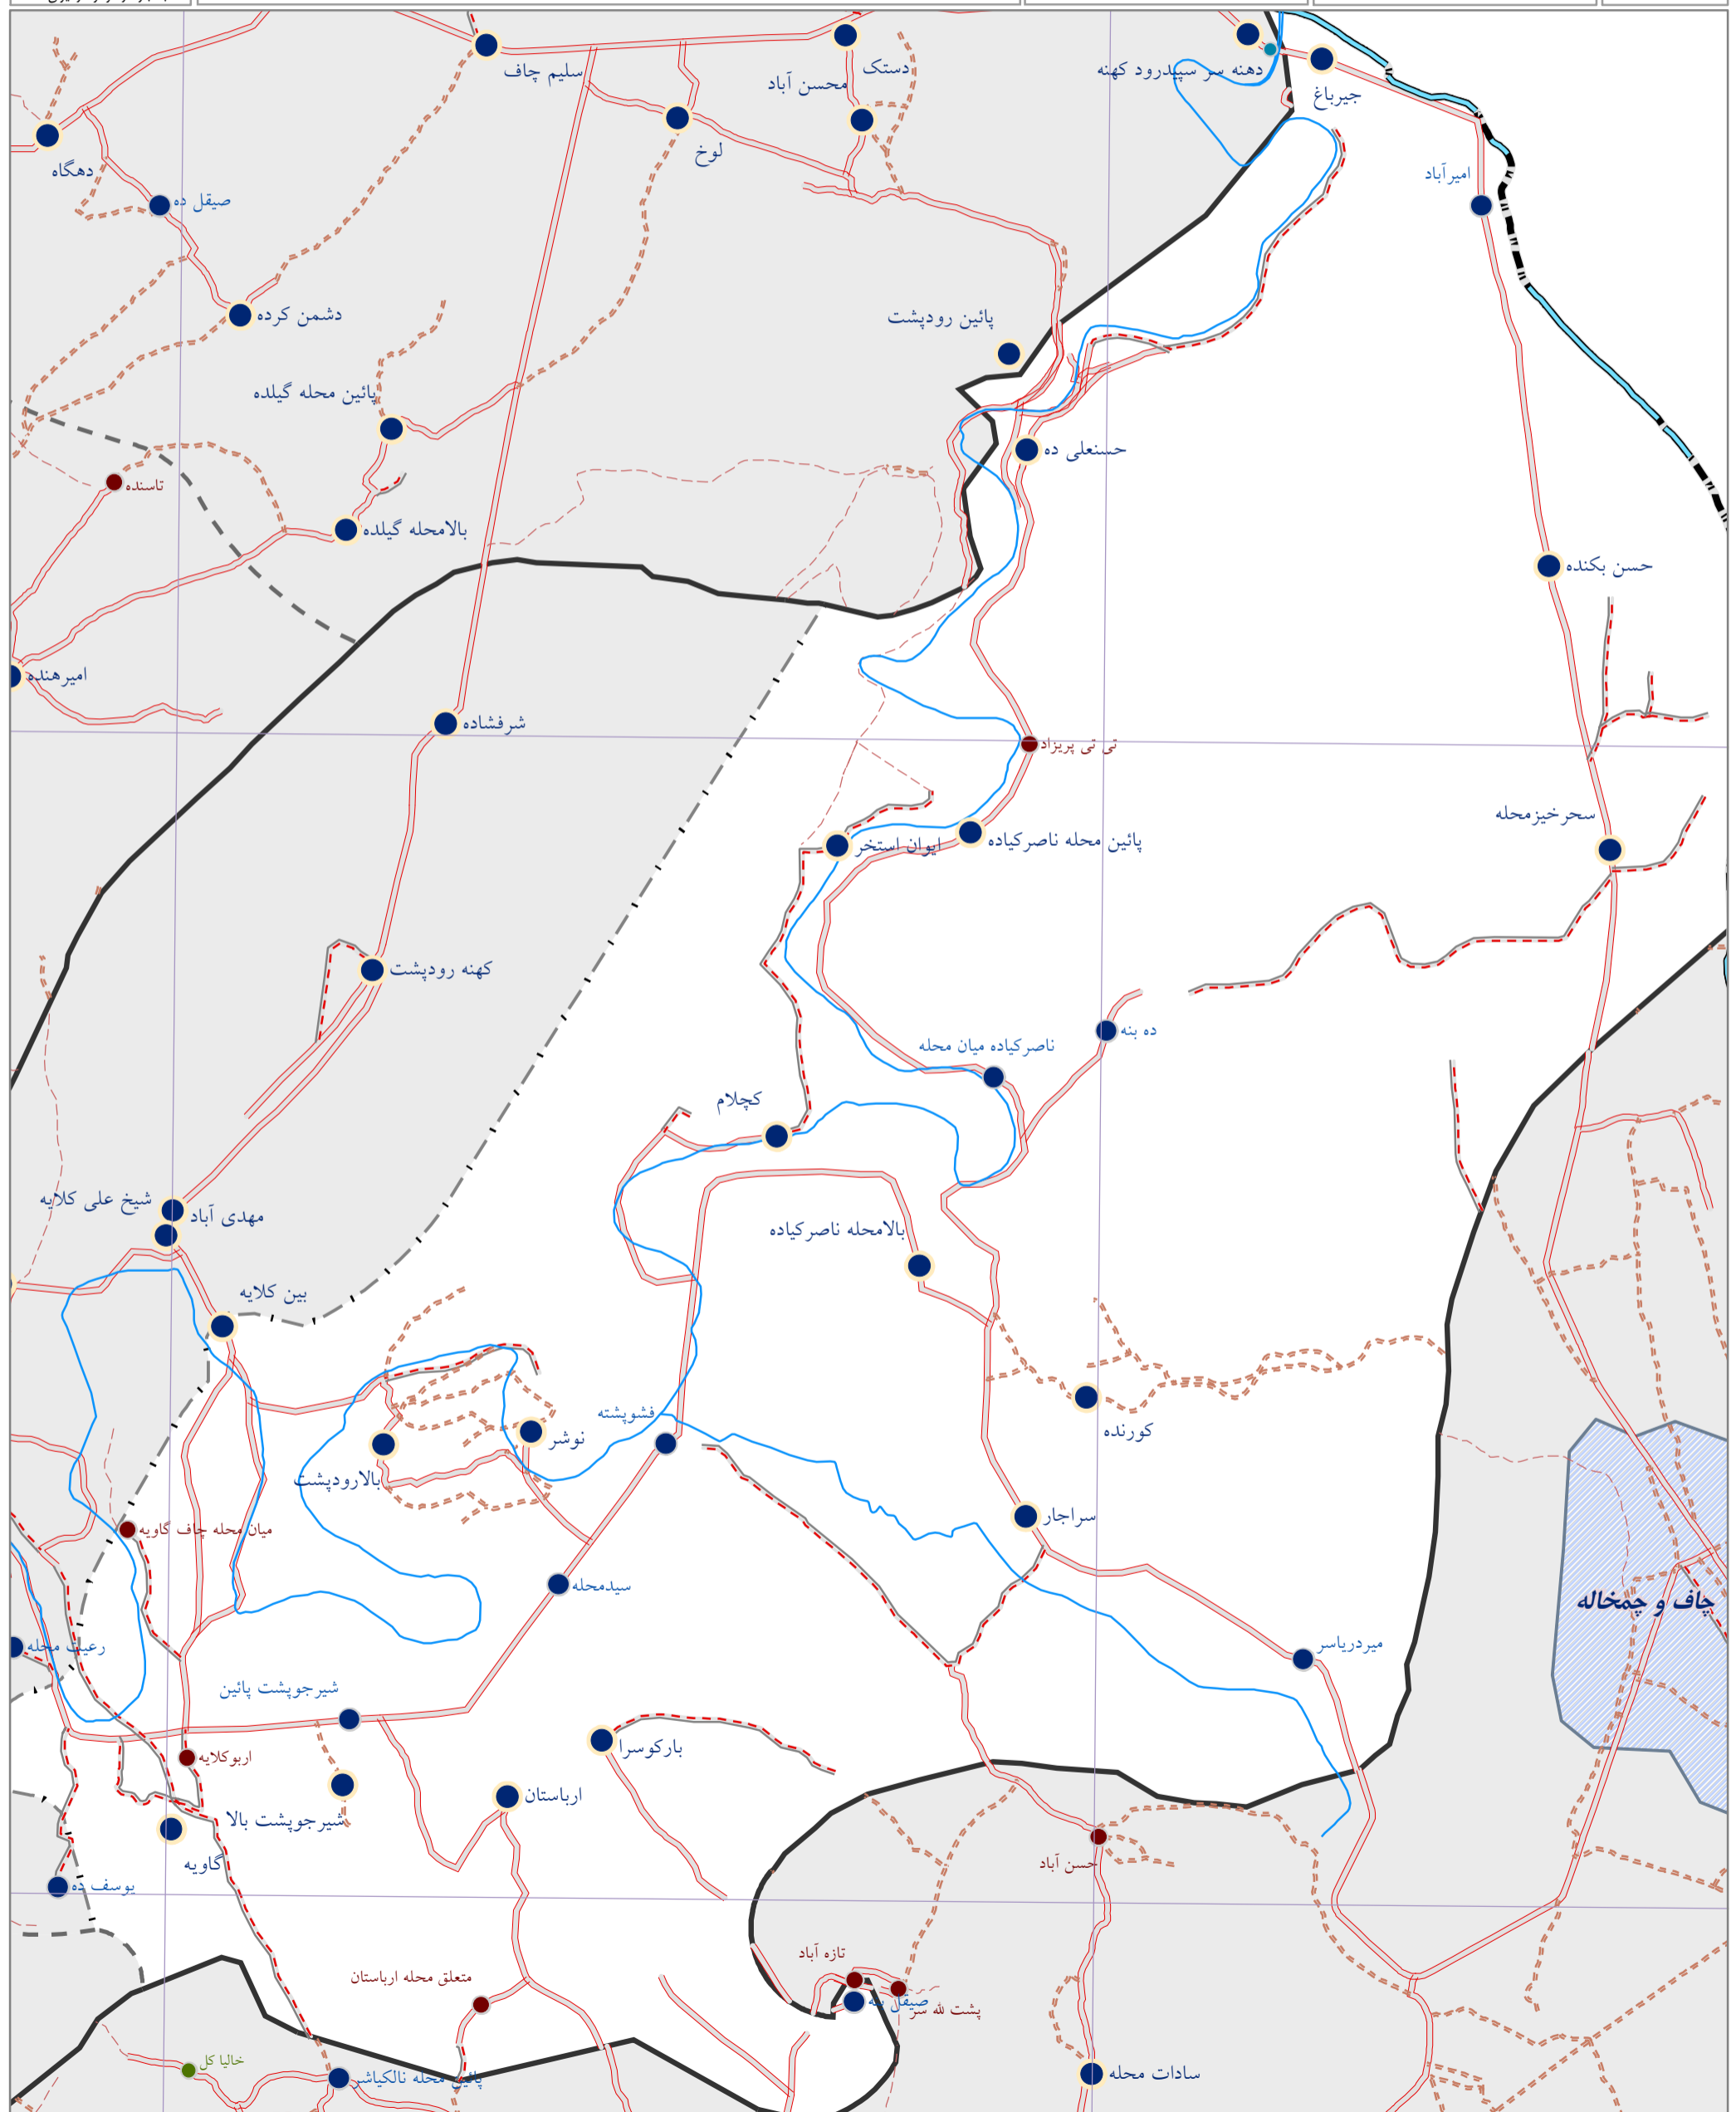 سلیم چاف
دستک
محسن آباد
دهنه سر سپیدرود کهنه
جیرباغ
لوخ
دهگاه
امیرآباد
صیقل ده
دشمن کرده
پائین رودپشت
پائین محله گیلده
حسنعلی ده
تاسنده
بالامحله گیلده
حسن بکنده
امیرهنده
شرفشاده
تی تی پریزاد
سحرخیزمحله
پائین محله ناصرکیاده
ایوان استخر
کهنه رودپشت
ده بنه
ناصرکیاده میان محله
کچلام
شیخ علی کلایه
مهدی آباد
بالامحله ناصرکیاده
بین کلایه
فشوپشته
کورنده
نوشر
بالارودپشت
سراجار
میان محله چاف گاویه
سیدمحله
چاف و چمخاله
میردریاسر
رعیت محله
شیرجوپشت پائین
بارکوسرا
اربوکلایه
ارباستان
شیرجوپشت بالا
گاویه
حسن آباد
یوسف ده
تازه آباد
متعلق محله ارباستان
پشت لله سر
خالیا کل
سادات محله
پائین محله نالکیاشر